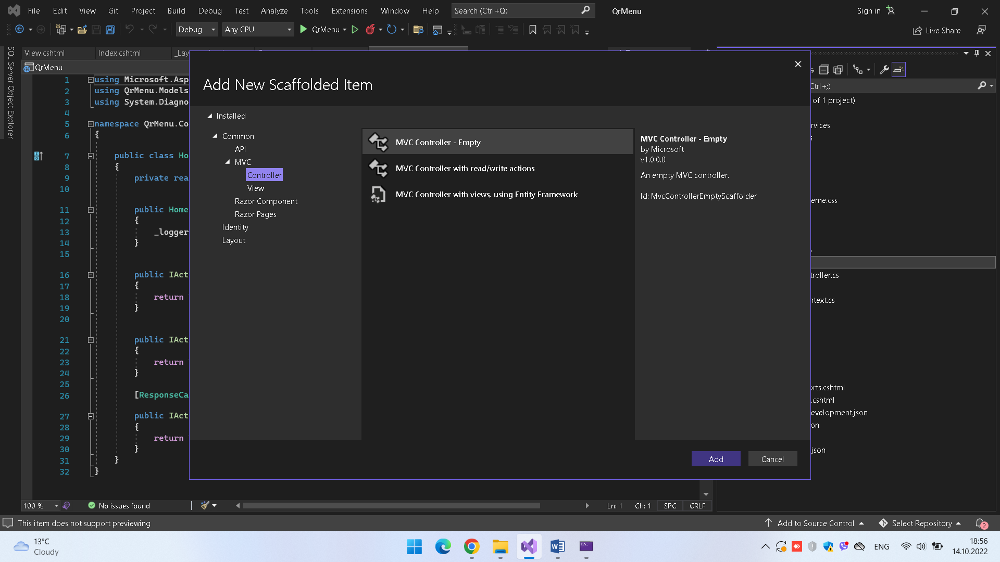 File Edit View Git Project Build Debug Test Analyze Tools Extensions Window Help Search (Ctrl+Q) QrMenu Sign in
Debug Any CPU QrMenu Live Share
SQL Server Object Explorer
View.cshtml Index.cshtml _Lay
QrMenu
1 using Microsoft.Asp
2 using QrMenu.Models
3 using System.Diagno
4
5 namespace QrMenu.Co
6 {
7 public class Ho
8 {
9 private rea
10
11 public Home
12 {
13 _logger
14 }
15
16 public IAct
17 {
18 return
19 }
20
21 public IAct
22 {
23 return
24 }
25
26 [ResponseCa
27 public IAct
28 {
29 return
30 }
31 }
32 }
Add New Scaffolded Item
Installed
Common
API
MVC
Controller
View
Razor Component
Razor Pages
Identity
Layout
MVC Controller - Empty
MVC Controller with read/write actions
MVC Controller with views, using Entity Framework
MVC Controller - Empty
by Microsoft
v1.0.0.0
An empty MVC controller.
Id: MvcControllerEmptyScaffolder
Add Cancel
Ctrl+;)
of 1 project)
rvices
eme.css
troller.cs
ntext.cs
orts.cshtml
.cshtml
evelopment.json
on
json
100 % No issues found Ln: 1 Ch: 1 SPC CRLF
This item does not support previewing Add to Source Control Select Repository 2
13°C
Cloudy
ENG
18:56
14.10.2022